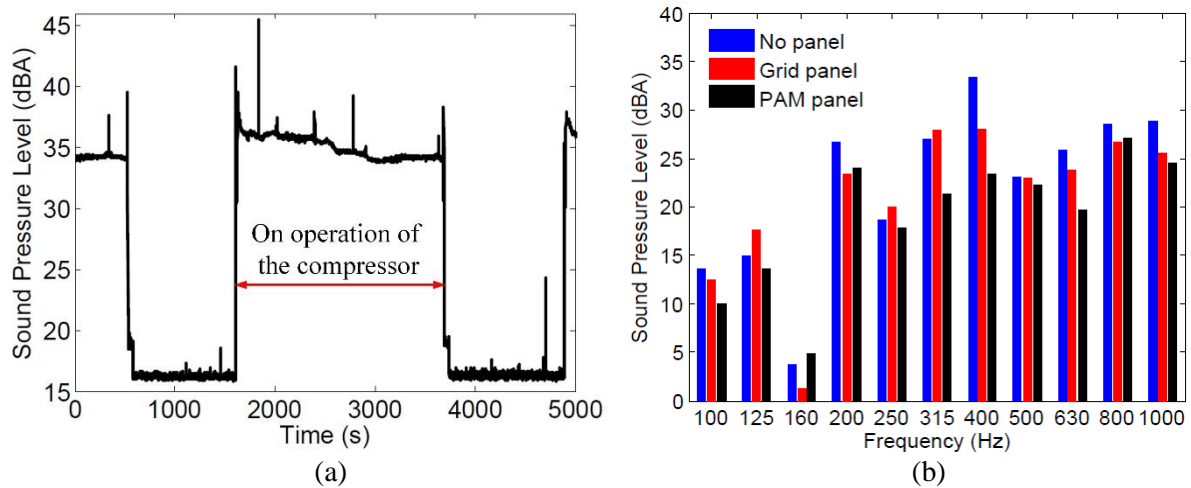 45
40
35
30
25
20
15
Sound Pressure Level (dBA)
On operation of
the compressor
0 1000 2000 3000 4000 5000
Time (s)
(a)
40
35
30
25
20
15
10
5
0
Sound Pressure Level (dBA)
No panel
Grid panel
PAM panel
100 125 160 200 250 315 400 500 630 800 1000
Frequency (Hz)
(b)